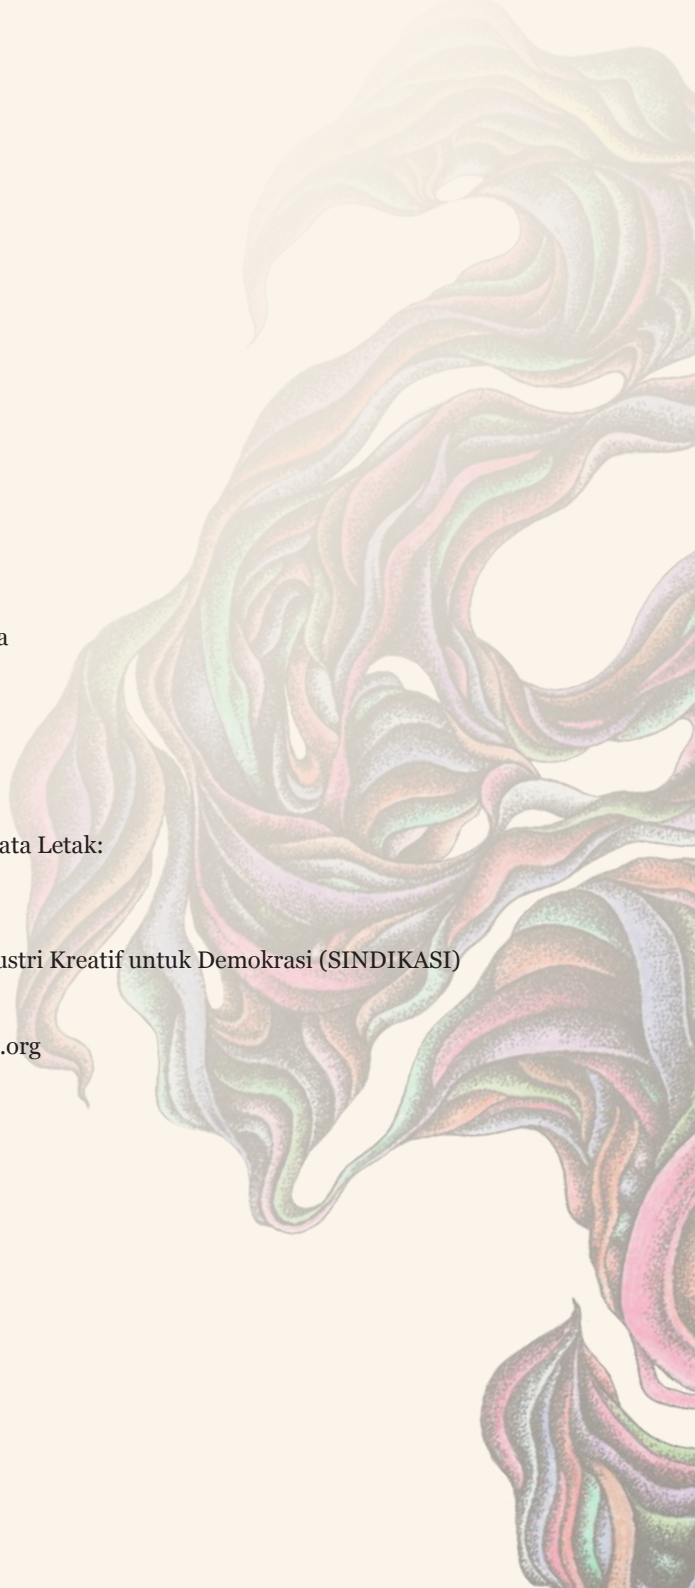 a
ata Letak:
ustri Kreatif untuk Demokrasi (SINDIKASI)
.org